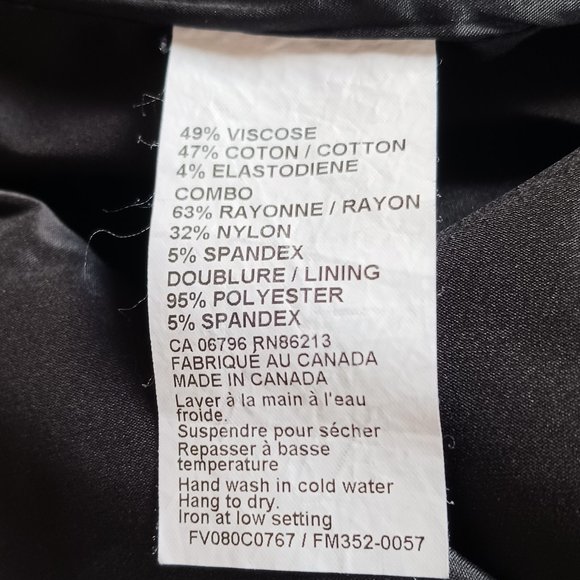 49% VISCOSE
47% COTON / COTTON
4% ELASTODIENE
COMBO
63% RAYONNE / RAYON
32% NYLON
5% SPANDEX
DOUBLURE / LINING
95% POLYESTER
5% SPANDEX
CA 06796 RN86213
FABRIQUÉ AU CANADA
MADE IN CANADA
Laver à la main à l'eau
froide.
Suspendre pour sécher
Repasser à basse
temperature
Hand wash in cold water
Hang to dry.
Iron at low setting
FV080C0767 / FM352-0057